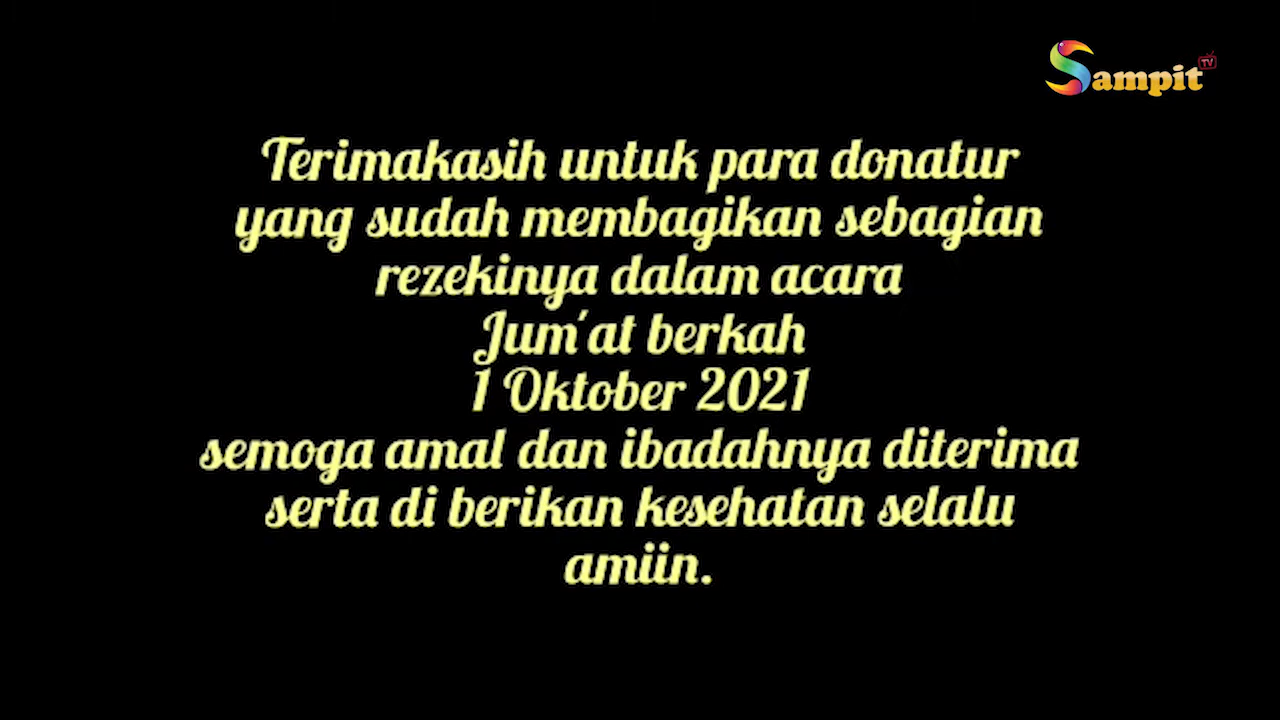 Sampit TV
Terimakasih untuk para donatur
yang sudah membagikan sebagian
rezekinya dalam acara
Jum'at berkah
1 Oktober 2021
semoga amal dan ibadahnya diterima
serta di berikan kesehatan selalu
amiin.